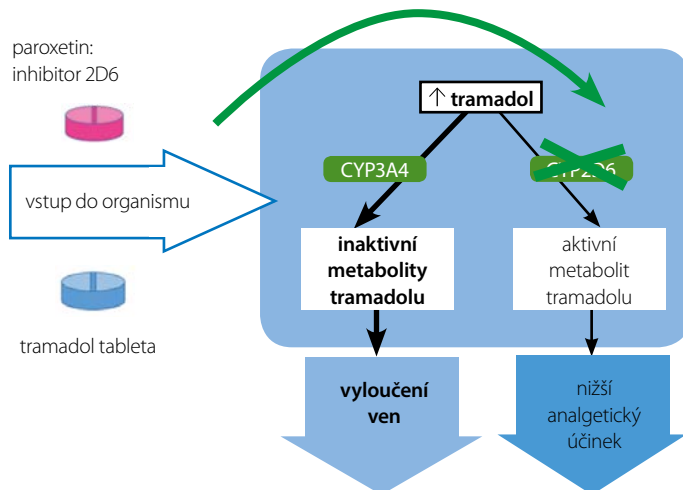 paroxetin:
inhibitor 2D6
↑ tramadol
CYP3A4
CYP2D6
vstup do organismu
inaktivní
metabolity
tramadolu
aktivní
metabolit
tramadolu
tramadol tableta
vyloučení
ven
nižší
analgetický
účinek